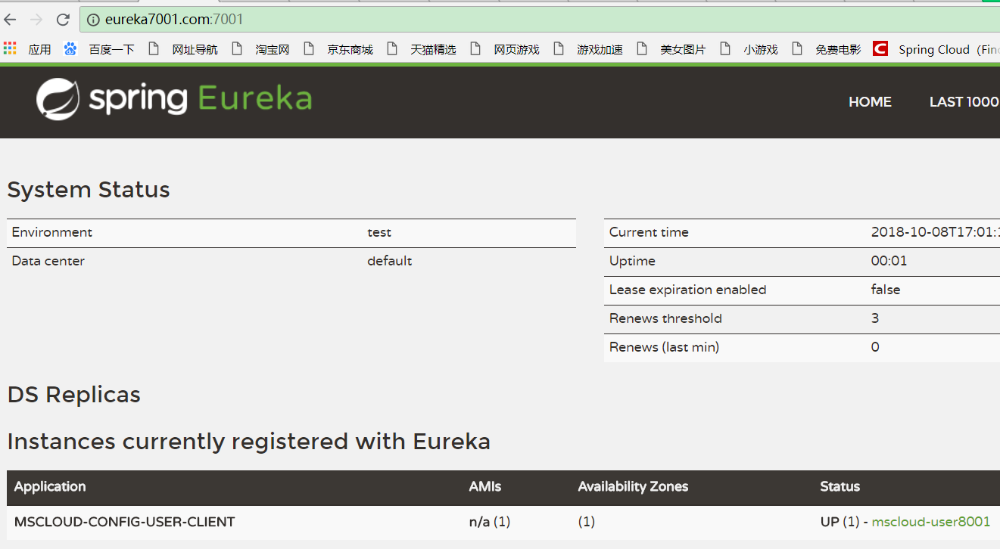 eureka7001.com:7001
应用 百度一下 网址导航 淘宝网 京东商城 天猫精选 网页游戏 游戏加速 美女图片 小游戏 免费电影 Spring Cloud（Fin
spring Eureka HOME LAST 1000
System Status
Environment test
Data center default
Current time 2018-10-08T17:01:
Uptime 00:01
Lease expiration enabled false
Renews threshold 3
Renews (last min) 0
DS Replicas
Instances currently registered with Eureka
Application AMIs Availability Zones Status
MSCLOUD-CONFIG-USER-CLIENT n/a (1) (1) UP (1) - mscloud-user8001